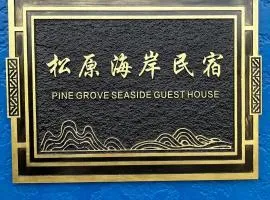 松原海岸民宿
PINE GROVE SEASIDE GUEST HOUSE